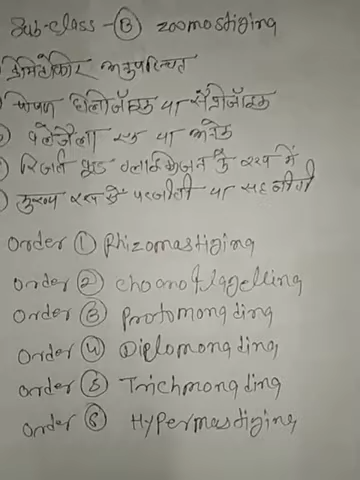 Sub-class - (B) zoomastigina
क्रोमेटोफोर अनुपस्थित
पोषण होलोजॉइक या सैप्रोजॉइक
फ्लैजैला एक या अनेक
रिजर्व फूड ग्लाइकोजन के रूप में
मुख्य रूप से परजीवी या सहजीवी
order (1) Rhizomastigina
order (2) choanoflagellina
order (3) Protomonadina
order (4) Diplomonadina
order (5) Trichmonadina
order (6) Hypermastigina